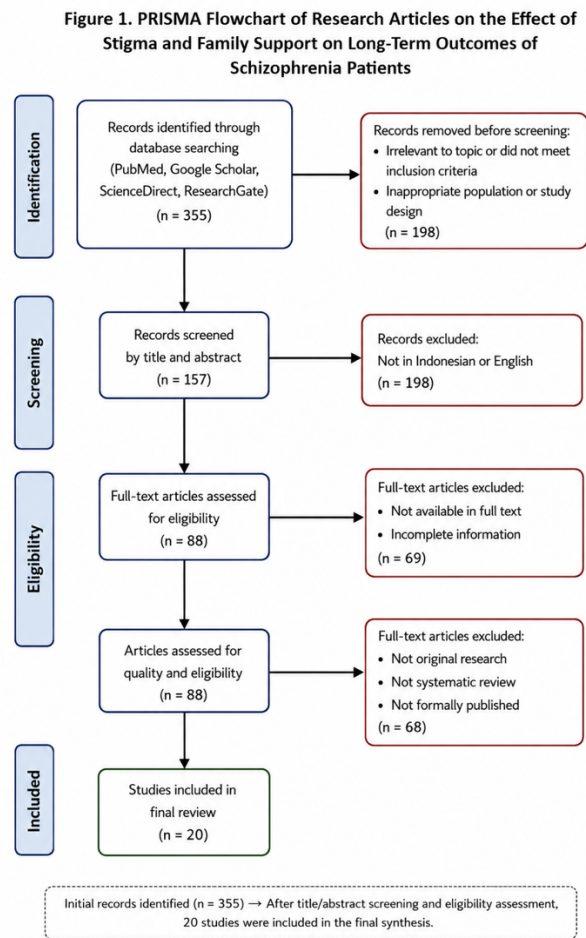 Figure 1. PRISMA Flowchart of Research Articles on the Effect of
Stigma and Family Support on Long-Term Outcomes of
Schizophrenia Patients
Identification
Records identified through
database searching
(PubMed, Google Scholar,
ScienceDirect, ResearchGate)
(n = 355)
Records removed before screening:
• Irrelevant to topic or did not meet
inclusion criteria
• Inappropriate population or study
design
(n = 198)
Screening
Records screened
by title and abstract
(n = 157)
Records excluded:
Not in Indonesian or English
(n = 198)
Eligibility
Full-text articles assessed
for eligibility
(n = 88)
Full-text articles excluded:
• Not available in full text
• Incomplete information
(n = 69)
Articles assessed for
quality and eligibility
(n = 88)
Full-text articles excluded:
• Not original research
• Not systematic review
• Not formally published
(n = 68)
Included
Studies included in
final review
(n = 20)
Initial records identified (n = 355) → After title/abstract screening and eligibility assessment,
20 studies were included in the final synthesis.